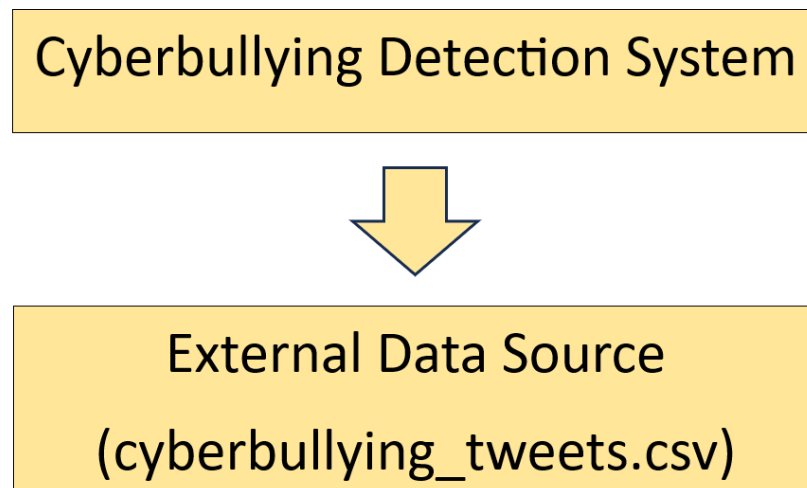 Cyberbullying Detection System
External Data Source
(cyberbullying_tweets.csv)